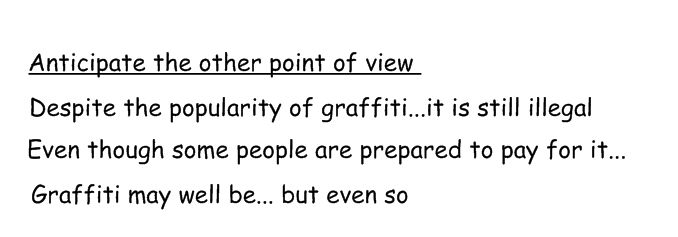 Anticipate the other point of view
Despite the popularity of graffiti...it is still illegal
Even though some people are prepared to pay for it...
Graffiti may well be... but even so